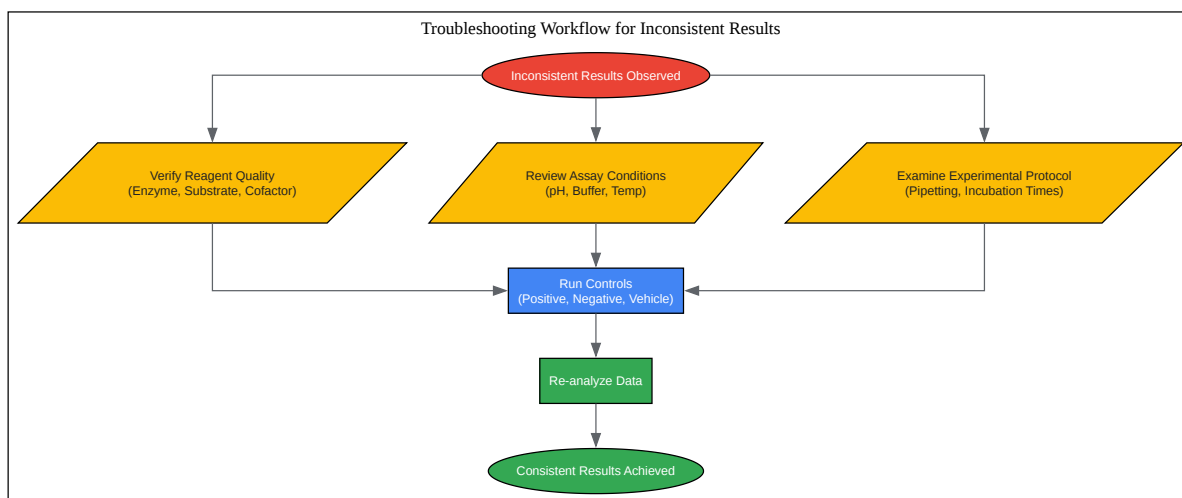 Troubleshooting Workflow for Inconsistent Results
Inconsistent Results Observed
Verify Reagent Quality
(Enzyme, Substrate, Cofactor)
Review Assay Conditions
(pH, Buffer, Temp)
Examine Experimental Protocol
(Pipetting, Incubation Times)
Run Controls
(Positive, Negative, Vehicle)
Re-analyze Data
Consistent Results Achieved